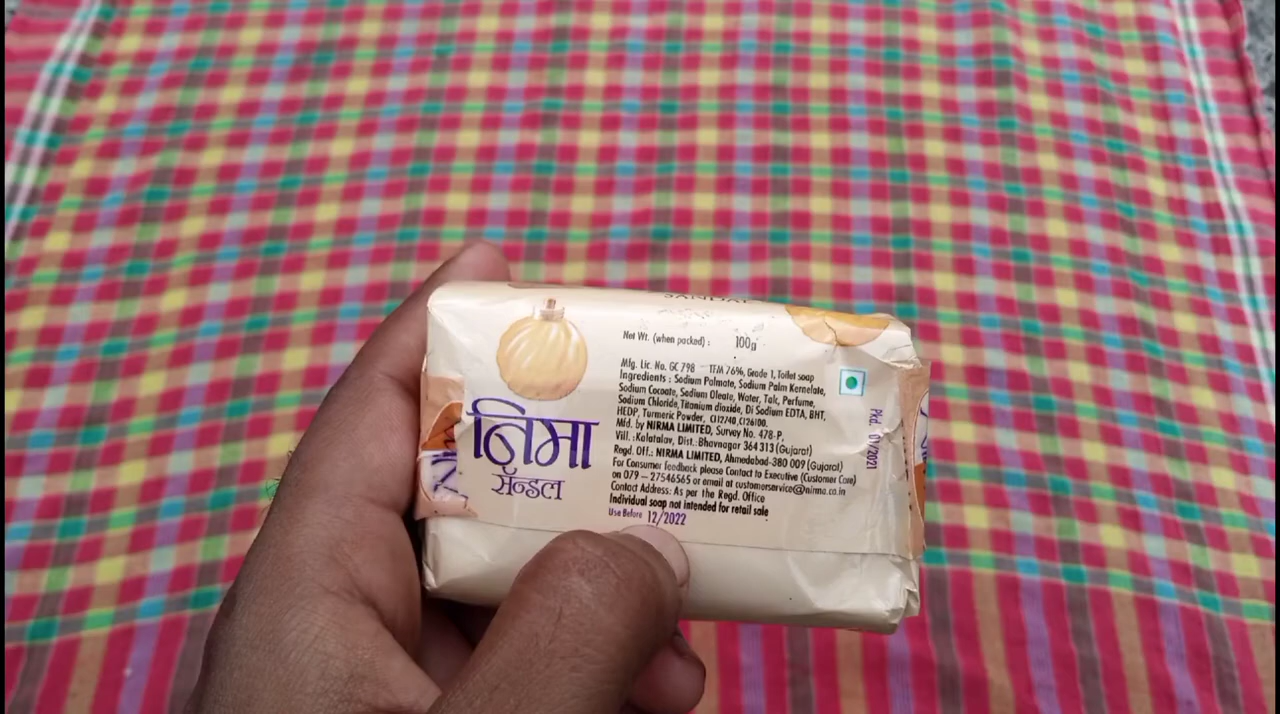 SANDAL
Net Wt. (when packed) : 100g
Mfg. Lic. No. GC 798 TFM 76%, Grade 1, Toilet soap
Ingredients : Sodium Palmate, Sodium Palm Kernelate,
Sodium Cocoate, Sodium Oleate, Water, Talc, Perfume,
Sodium Chloride, Titanium dioxide, Di Sodium EDTA, BHT,
HEDP, Turmeric Powder, CI12740,CI26100.
Mfd. by NIRMA LIMITED, Survey No. 478-P,
Vill. :Kalatalav, Dist.:Bhavnagar 364 313 (Gujarat)
Regd. Off.: NIRMA LIMITED, Ahmedabad-380 009 (Gujarat)
For Consumer feedback please Contact to Executive (Customer Care)
on 079 – 27546565 or email at customerservice@nirma.co.in
Contact Address: As per the Regd. Office
Individual soap not intended for retail sale
Use Before 12/2022
निमा
सॅन्डल
Pkd. 01/2021